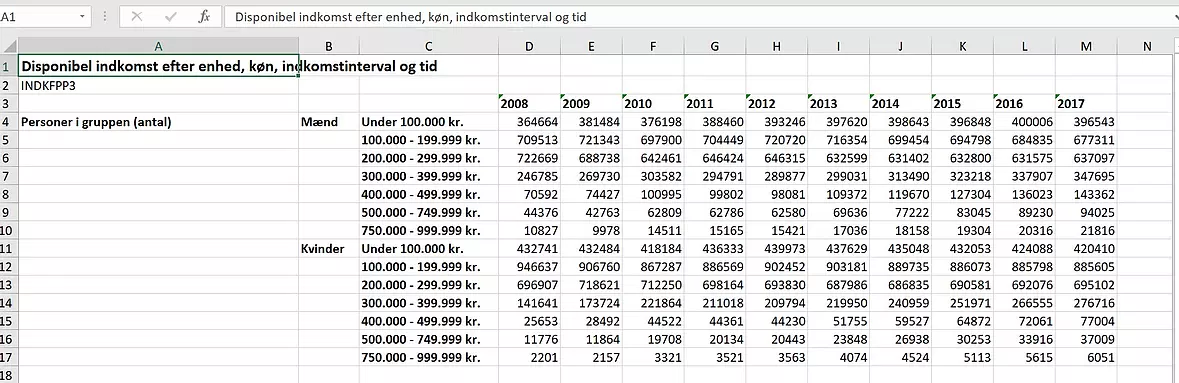 A1 fx Disponibel indkomst efter enhed, køn, indkomstinterval og tid
A B C D E F G H I J K L M N
1 Disponibel indkomst efter enhed, køn, indkomstinterval og tid
2 INDKFPP3
3 2008 2009 2010 2011 2012 2013 2014 2015 2016 2017
4 Personer i gruppen (antal) Mænd Under 100.000 kr. 364664 381484 376198 388460 393246 397620 398643 396848 400006 396543
5 100.000 - 199.999 kr. 709513 721343 697900 704449 720720 716354 699454 694798 684835 677311
6 200.000 - 299.999 kr. 722669 688738 642461 646424 646315 632599 631402 632800 631575 637097
7 300.000 - 399.999 kr. 246785 269730 303582 294791 289877 299031 313490 323218 337907 347695
8 400.000 - 499.999 kr. 70592 74427 100995 99802 98081 109372 119670 127304 136023 143362
9 500.000 - 749.999 kr. 44376 42763 62809 62786 62580 69636 77222 83045 89230 94025
10 750.000 - 999.999 kr. 10827 9978 14511 15165 15421 17036 18158 19304 20316 21816
11 Kvinder Under 100.000 kr. 432741 432484 418184 436333 439973 437629 435048 432053 424088 420410
12 100.000 - 199.999 kr. 946637 906760 867287 886569 902452 903181 889735 886073 885798 885605
13 200.000 - 299.999 kr. 696907 718621 712250 698164 693830 687986 686835 690581 692076 695102
14 300.000 - 399.999 kr. 141641 173724 221864 211018 209794 219950 240959 251971 266555 276716
15 400.000 - 499.999 kr. 25653 28492 44522 44361 44230 51755 59527 64872 72061 77004
16 500.000 - 749.999 kr. 11776 11864 19708 20134 20443 23848 26938 30253 33916 37009
17 750.000 - 999.999 kr. 2201 2157 3321 3521 3563 4074 4524 5113 5615 6051
18